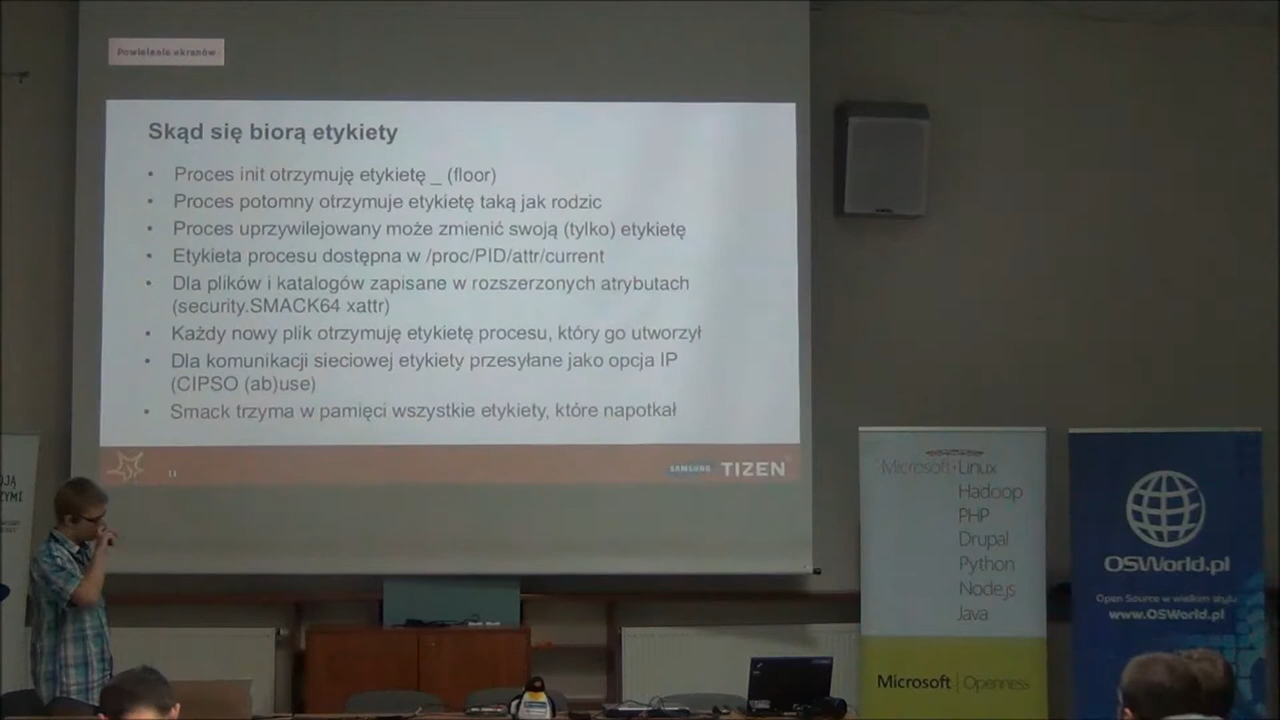 Powielanie ekranów
Skąd się biorą etykiety
• Proces init otrzymuję etykietę _ (floor)
• Proces potomny otrzymuje etykietę taką jak rodzic
• Proces uprzywilejowany może zmienić swoją (tylko) etykietę
• Etykieta procesu dostępna w /proc/PID/attr/current
• Dla plików i katalogów zapisane w rozszerzonych atrybutach
(security.SMACK64 xattr)
• Każdy nowy plik otrzymuję etykietę procesu, który go utworzył
• Dla komunikacji sieciowej etykiety przesyłane jako opcja IP
(CIPSO (ab)use)
• Smack trzyma w pamięci wszystkie etykiety, które napotkał
11
SAMSUNG TIZEN
Microsoft + Linux
Hadoop
PHP
Drupal
Python
Node.js
Java
Microsoft | Openness
OSWorld.pl
Open Source w wielkim stylu
www.OSWorld.pl